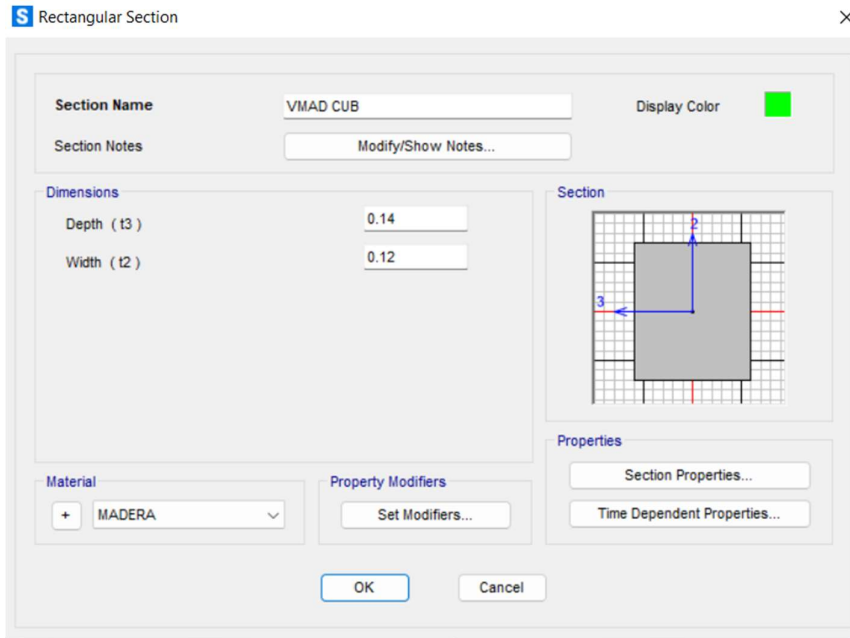 S Rectangular Section
Section Name VMAD CUB Display Color
Section Notes Modify/Show Notes...
Dimensions
Depth ( t3 ) 0.14
Width ( t2 ) 0.12
Section
2
3
Properties
Section Properties...
Time Dependent Properties...
Material
+ MADERA
Property Modifiers
Set Modifiers...
OK Cancel